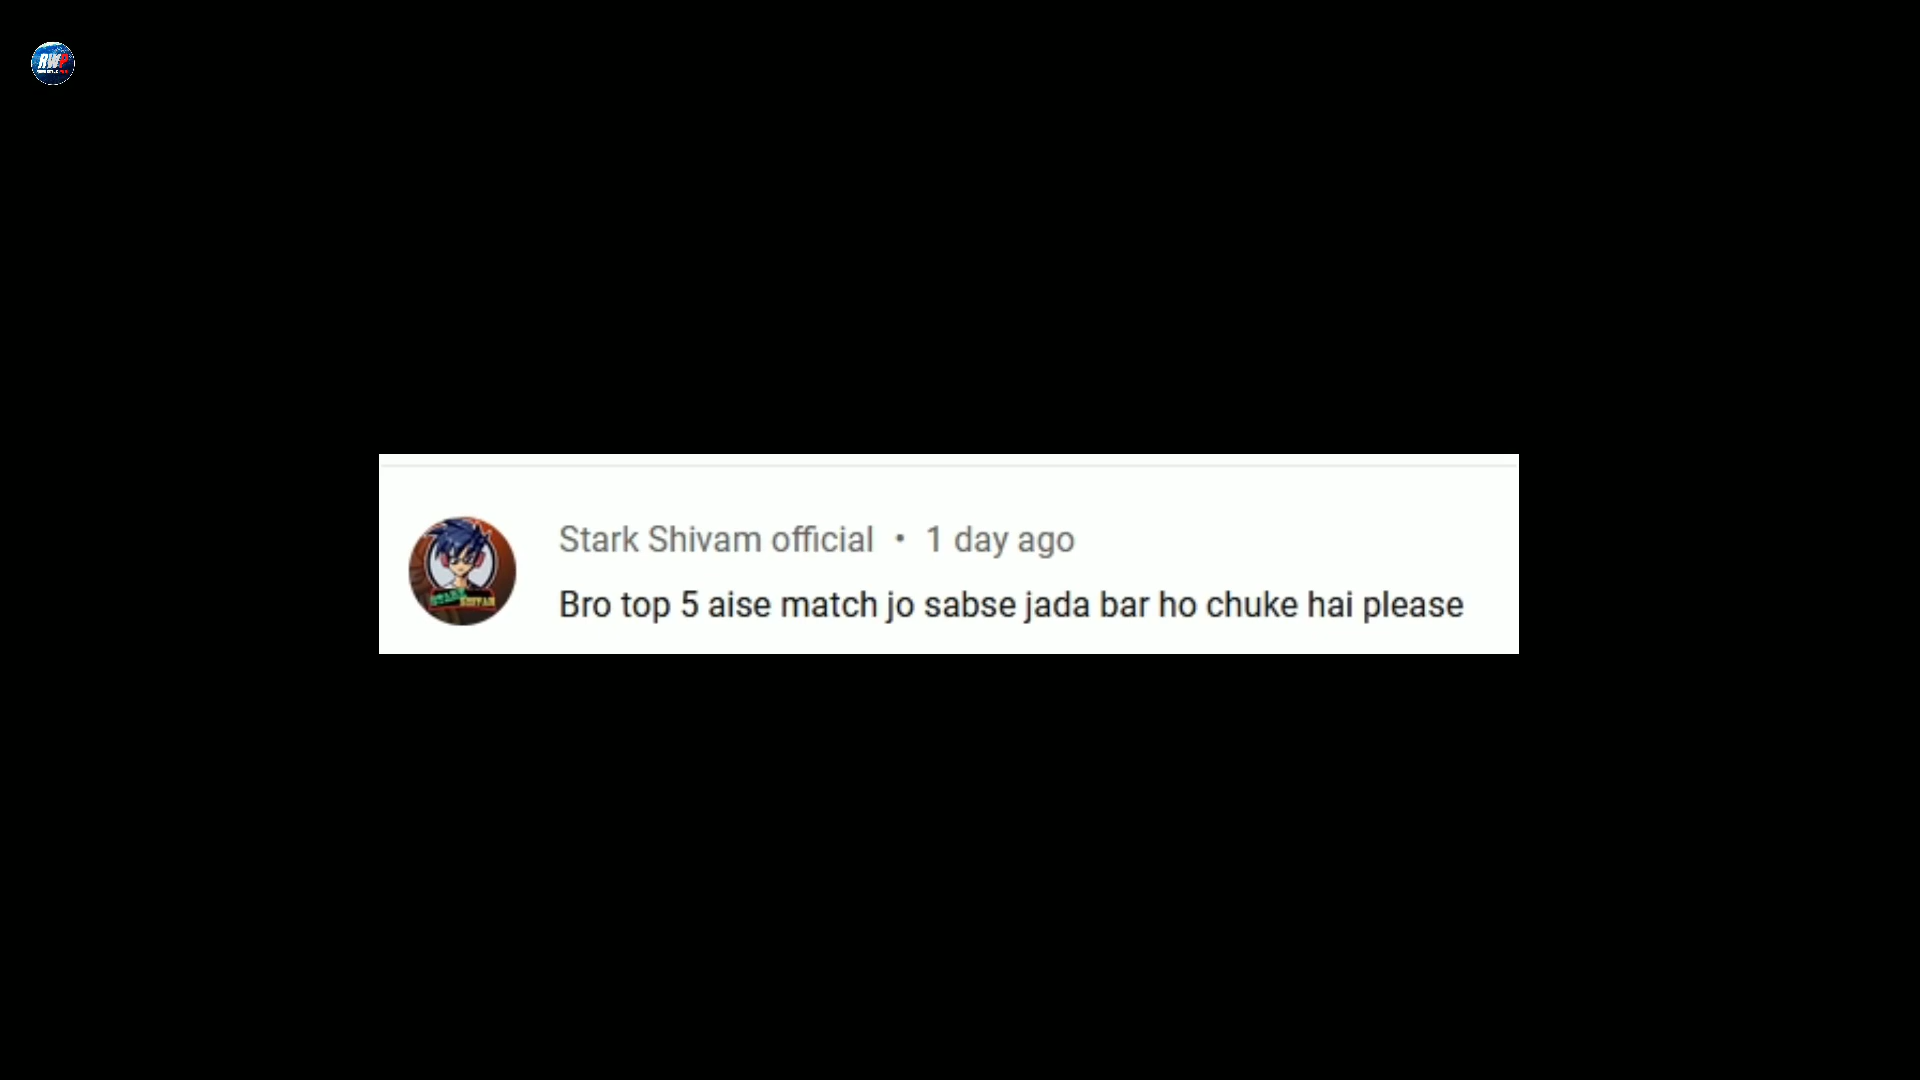 RWP
Stark Shivam official • 1 day ago
Bro top 5 aise match jo sabse jada bar ho chuke hai please